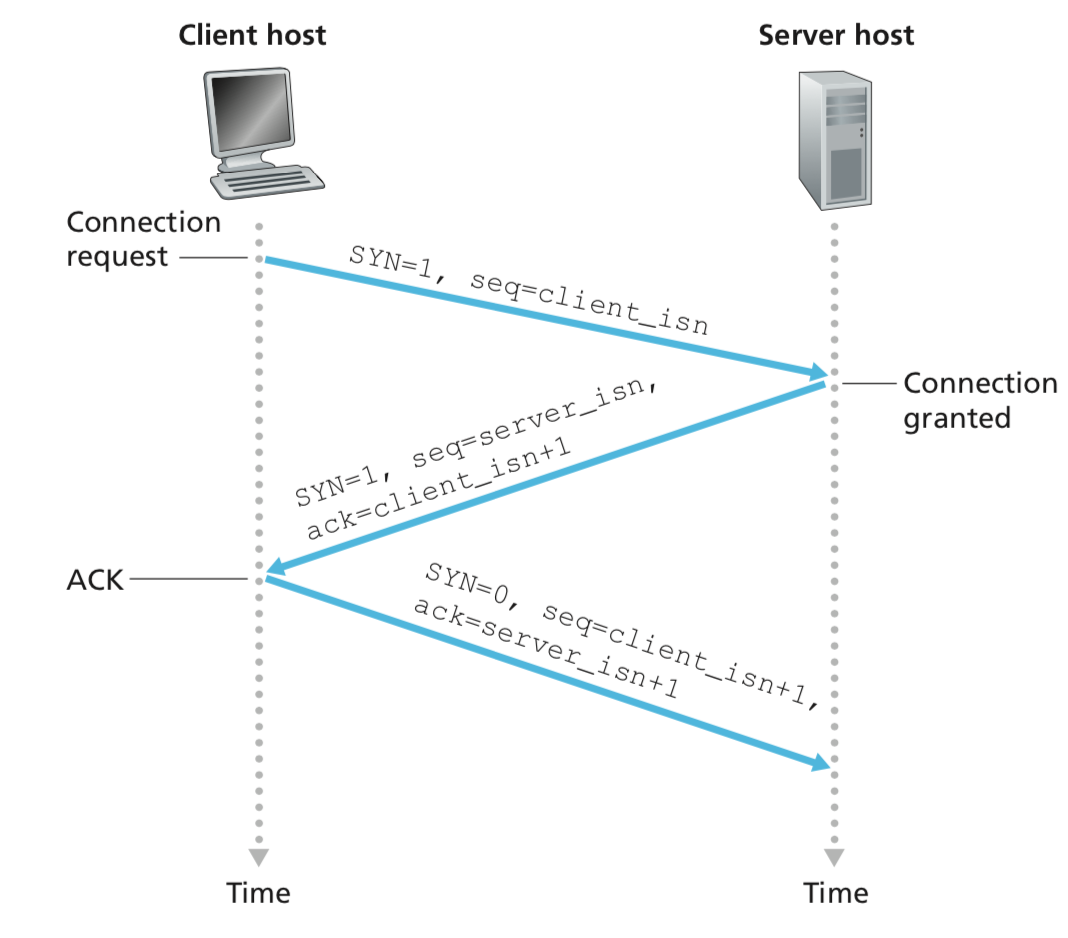 Client host
Server host
Connection
request
SYN=1, seq=client_isn
Connection
granted
SYN=1, seq=server_isn,
ack=client_isn+1
ACK
SYN=0, seq=client_isn+1,
ack=server_isn+1
Time
Time